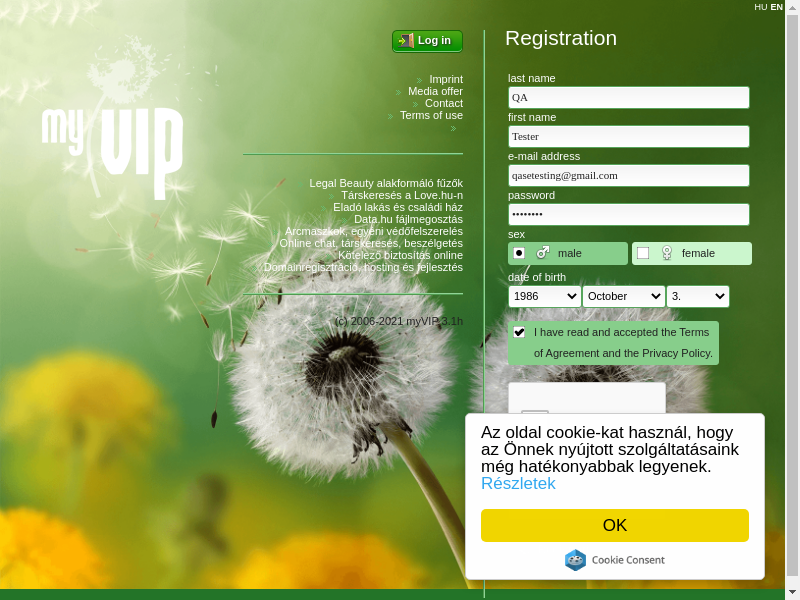 HU EN
my VIP
Log in
Imprint
Media offer
Contact
Terms of use
Legal Beauty alakformáló fűzők
Társkeresés a Love.hu-n
Eladó lakás és családi ház
Data.hu fájlmegosztás
Arcmaszkok, egyéni védőfelszerelés
Online chat, társkeresés, beszélgetés
Kötelező biztosítás online
Domainregisztráció, hosting és fejlesztés
(c) 2006-2021 myVIP 3.1h
Registration
last name
QA
first name
Tester
e-mail address
qasetesting@gmail.com
password
••••••••
sex
male
female
date of birth
1986 October 3.
I have read and accepted the Terms
of Agreement and the Privacy Policy.
Az oldal cookie-kat használ, hogy
az Önnek nyújtott szolgáltatásaink
még hatékonyabbak legyenek.
Részletek
OK
Cookie Consent